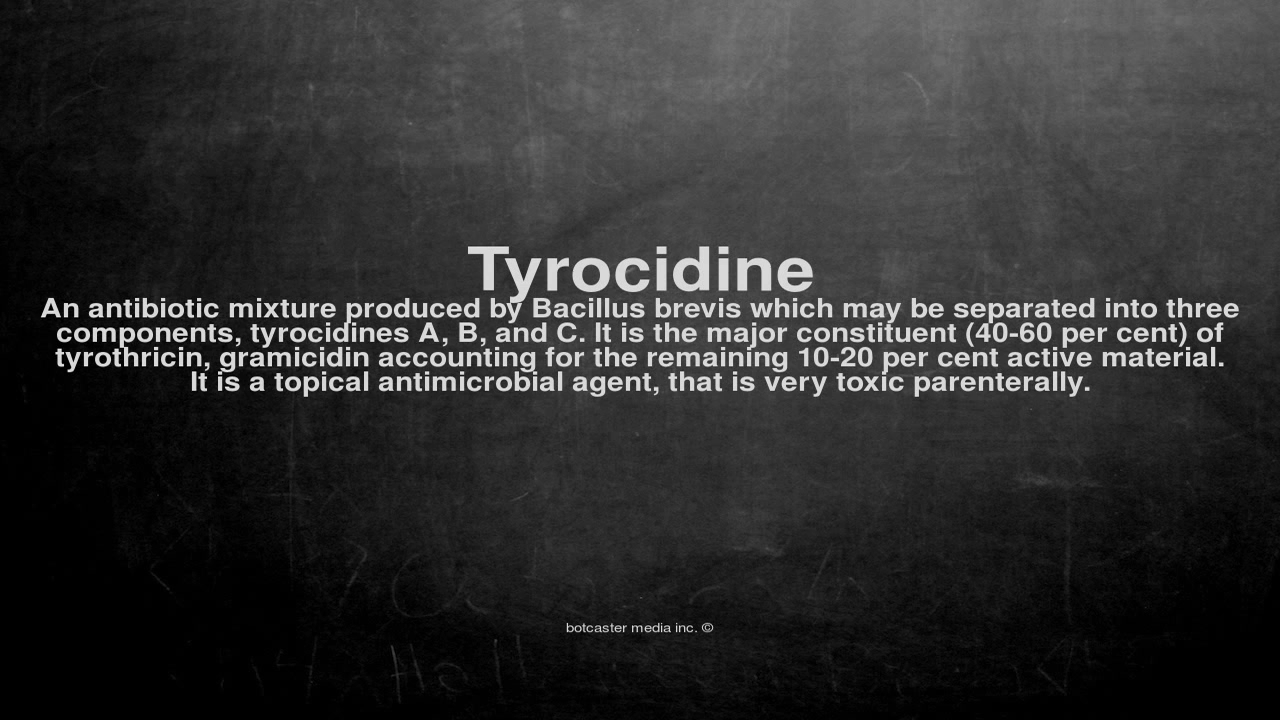 Tyrocidine
An antibiotic mixture produced by Bacillus brevis which may be separated into three
components, tyrocidines A, B, and C. It is the major constituent (40-60 per cent) of
tyrothricin, gramicidin accounting for the remaining 10-20 per cent active material.
It is a topical antimicrobial agent, that is very toxic parenterally.
botcaster media inc. ©